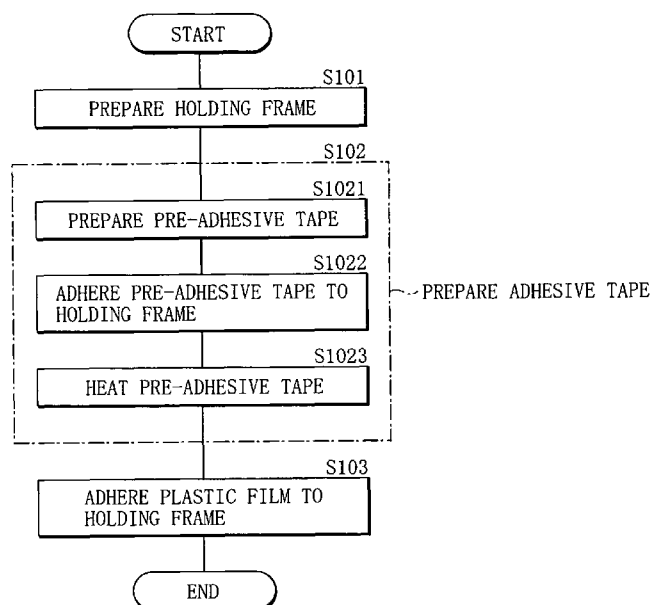 START
S101
PREPARE HOLDING FRAME
S102
S1021
PREPARE PRE-ADHESIVE TAPE
S1022
ADHERE PRE-ADHESIVE TAPE TO
HOLDING FRAME
PREPARE ADHESIVE TAPE
S1023
HEAT PRE-ADHESIVE TAPE
S103
ADHERE PLASTIC FILM TO
HOLDING FRAME
END